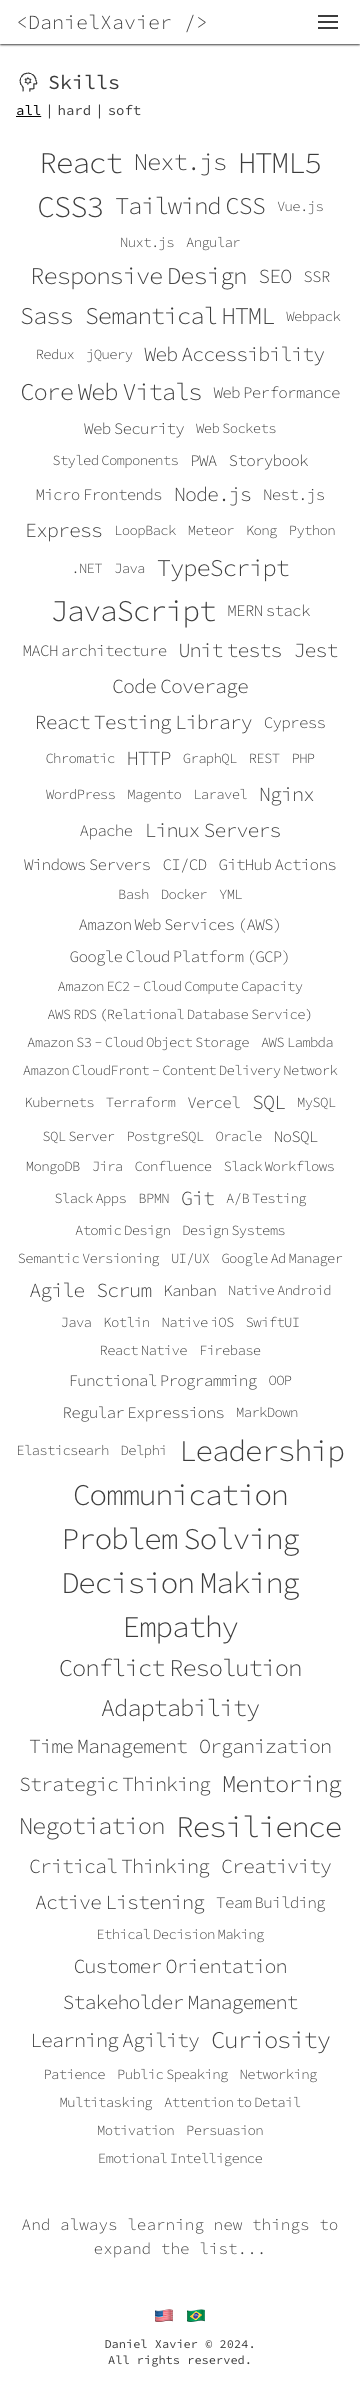 <DanielXavier />
Skills
all | hard | soft
React Next.js HTML5
CSS3 Tailwind CSS Vue.js
Nuxt.js Angular
Responsive Design SEO SSR
Sass Semantical HTML Webpack
Redux jQuery Web Accessibility
Core Web Vitals Web Performance
Web Security Web Sockets
Styled Components PWA Storybook
Micro Frontends Node.js Nest.js
Express LoopBack Meteor Kong Python
.NET Java TypeScript
JavaScript MERN stack
MACH architecture Unit tests Jest
Code Coverage
React Testing Library Cypress
Chromatic HTTP GraphQL REST PHP
WordPress Magento Laravel Nginx
Apache Linux Servers
Windows Servers CI/CD GitHub Actions
Bash Docker YML
Amazon Web Services (AWS)
Google Cloud Platform (GCP)
Amazon EC2 - Cloud Compute Capacity
AWS RDS (Relational Database Service)
Amazon S3 - Cloud Object Storage AWS Lambda
Amazon CloudFront - Content Delivery Network
Kubernets Terraform Vercel SQL MySQL
SQL Server PostgreSQL Oracle NoSQL
MongoDB Jira Confluence Slack Workflows
Slack Apps BPMN Git A/B Testing
Atomic Design Design Systems
Semantic Versioning UI/UX Google Ad Manager
Agile Scrum Kanban Native Android
Java Kotlin Native iOS SwiftUI
React Native Firebase
Functional Programming OOP
Regular Expressions MarkDown
Elasticsearh Delphi Leadership
Communication
Problem Solving
Decision Making
Empathy
Conflict Resolution
Adaptability
Time Management Organization
Strategic Thinking Mentoring
Negotiation Resilience
Critical Thinking Creativity
Active Listening Team Building
Ethical Decision Making
Customer Orientation
Stakeholder Management
Learning Agility Curiosity
Patience Public Speaking Networking
Multitasking Attention to Detail
Motivation Persuasion
Emotional Intelligence
And always learning new things to
expand the list...
Daniel Xavier © 2024.
All rights reserved.